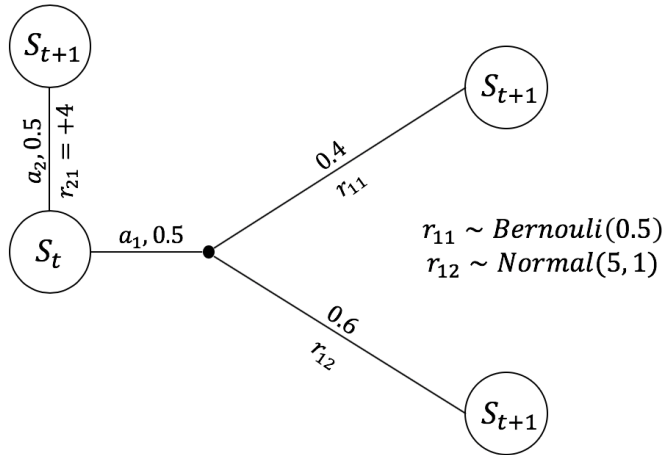 S_{t+1}
a_2, 0.5
r_{21} = +4
S_t
a_1, 0.5
0.4
r_{11}
S_{t+1}
r_{11} ~ Bernouli(0.5)
r_{12} ~ Normal(5, 1)
0.6
r_{12}
S_{t+1}